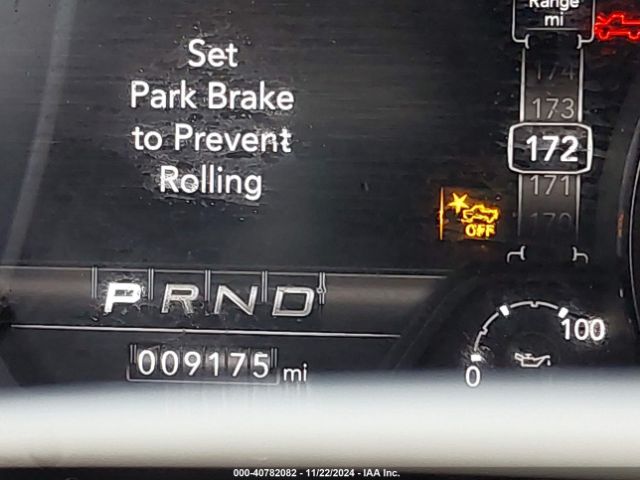 Set
Park Brake
to Prevent
Rolling
Range
mi
174
173
172
171
170
OFF
P R N D
009175 mi
100
0
000-40782082 - 11/22/2024 - IAA Inc.